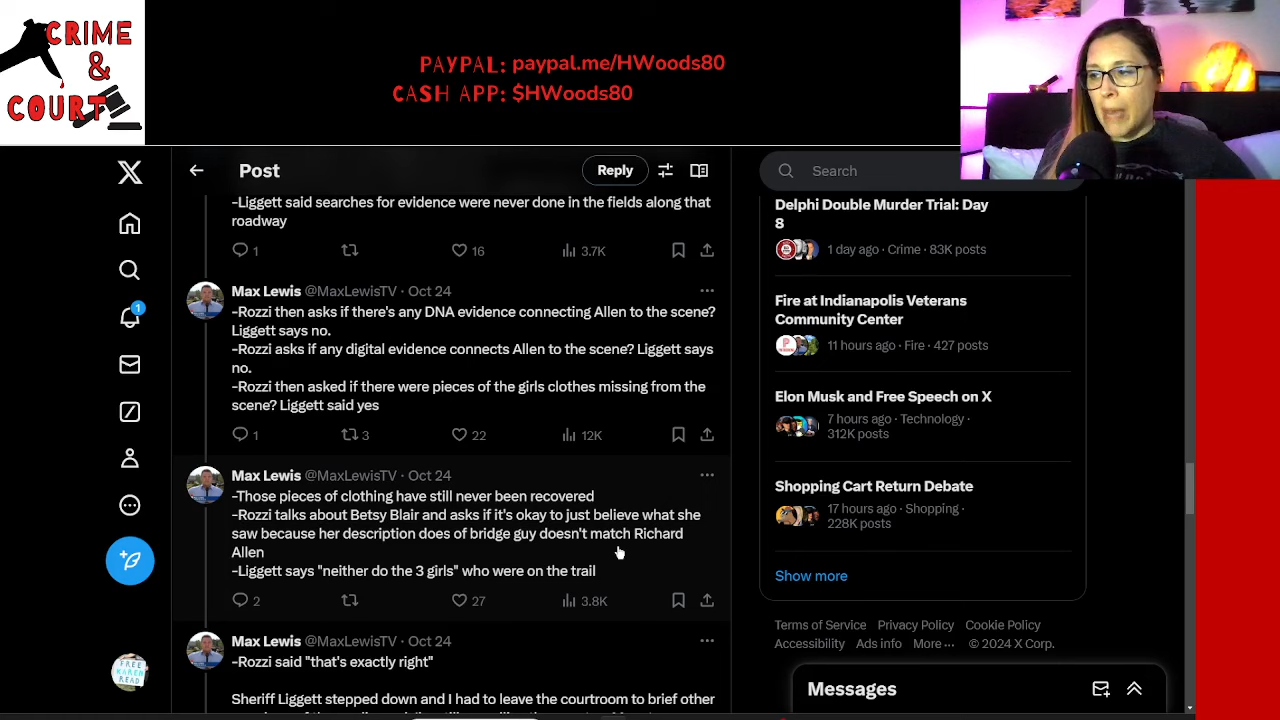 CRIME
&
COURT
PAYPAL: paypal.me/HWoods80
CASH APP: $HWoods80
Post
Reply
Search
-Liggett said searches for evidence were never done in the fields along that
roadway
1 16 3.7K
Max Lewis @MaxLewisTV · Oct 24
-Rozzi then asks if there's any DNA evidence connecting Allen to the scene?
Liggett says no.
-Rozzi asks if any digital evidence connects Allen to the scene? Liggett says
no.
-Rozzi then asked if there were pieces of the girls clothes missing from the
scene? Liggett said yes
1 3 22 12K
Max Lewis @MaxLewisTV · Oct 24
-Those pieces of clothing have still never been recovered
-Rozzi talks about Betsy Blair and asks if it's okay to just believe what she
saw because her description does of bridge guy doesn't match Richard
Allen
-Liggett says "neither do the 3 girls" who were on the trail
2 27 3.8K
Max Lewis @MaxLewisTV · Oct 24
-Rozzi said "that's exactly right"
Sheriff Liggett stepped down and I had to leave the courtroom to brief other
Delphi Double Murder Trial: Day
8
1 day ago · Crime · 83K posts
Fire at Indianapolis Veterans
Community Center
11 hours ago · Fire · 427 posts
Elon Musk and Free Speech on X
7 hours ago · Technology ·
312K posts
Shopping Cart Return Debate
17 hours ago · Shopping ·
228K posts
Show more
Terms of Service Privacy Policy Cookie Policy
Accessibility Ads info More ··· © 2024 X Corp.
Messages
1
FREE
KAREN
READ